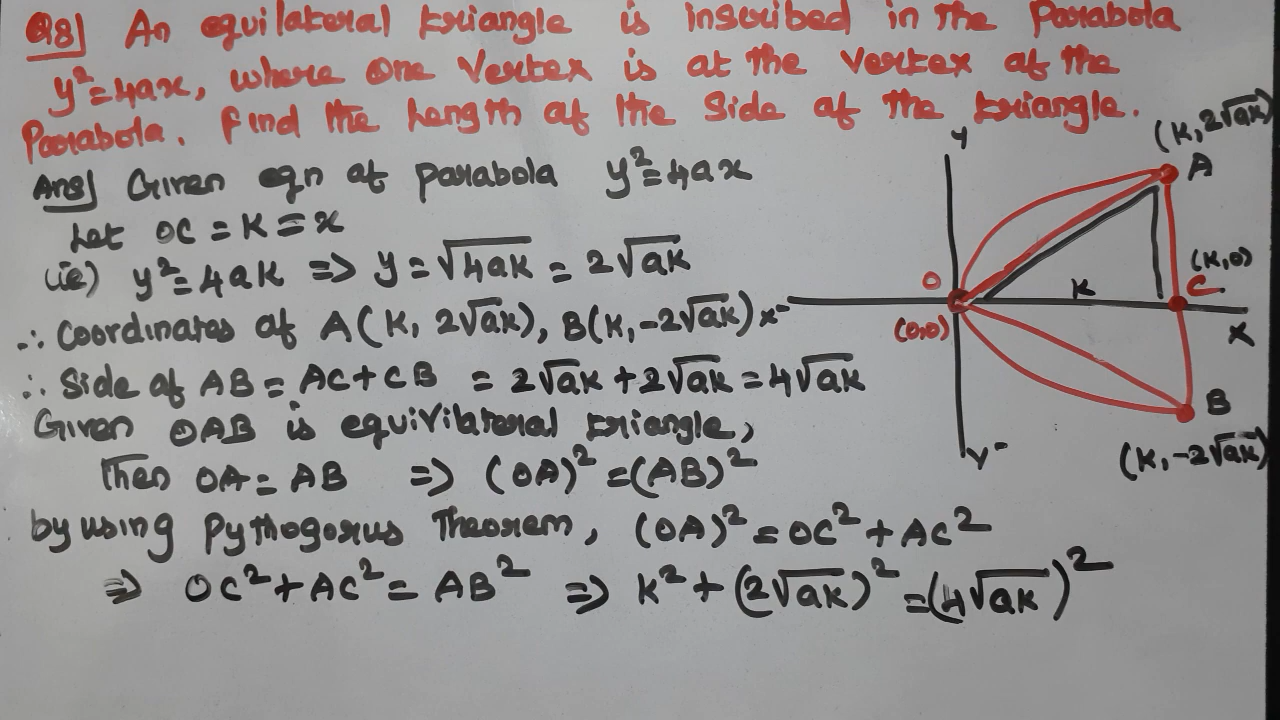 Q8] An equilateral triangle is inscribed in the Parabola
y²=4ax, where one vertex is at the vertex of the
Parabola. Find the Length of the Side of the triangle.
Ans] Given eqn of parabola y²=4ax
Let OC = K = x
(ie) y²=4aK => y = √4aK = 2√aK
∴ Coordinates of A(K, 2√aK), B(K,-2√aK)
∴ Side of AB = AC+CB = 2√aK +2√aK = 4√aK
Given OAB is equivilateral triangle,
Then OA = AB => (OA)² =(AB)²
by using Pythogorus Theorem, (OA)² = OC² + AC²
=> OC² + AC² = AB² => K² + (2√aK)² =(4√aK)²
y
(K, 2√aK)
A
O
(0,0)
K
(K,0)
C
x-
x
B
y-
(K,-2√aK)